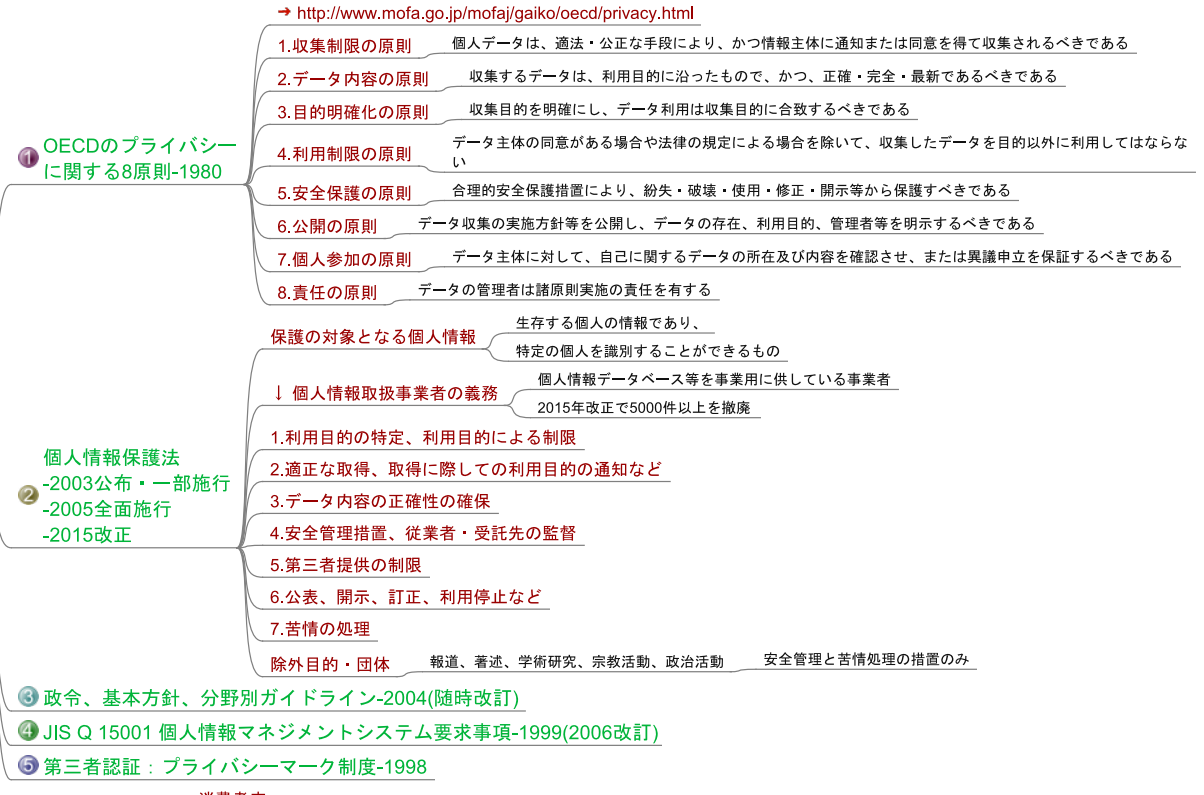 → http://www.mofa.go.jp/mofaj/gaiko/oecd/privacy.html
1 OECDのプライバシー
に関する8原則-1980
1.収集制限の原則 個人データは、適法・公正な手段により、かつ情報主体に通知または同意を得て収集されるべきである
2.データ内容の原則 収集するデータは、利用目的に沿ったもので、かつ、正確・完全・最新であるべきである
3.目的明確化の原則 収集目的を明確にし、データ利用は収集目的に合致するべきである
4.利用制限の原則 データ主体の同意がある場合や法律の規定による場合を除いて、収集したデータを目的以外に利用してはならな
い
5.安全保護の原則 合理的安全保護措置により、紛失・破壊・使用・修正・開示等から保護すべきである
6.公開の原則 データ収集の実施方針等を公開し、データの存在、利用目的、管理者等を明示するべきである
7.個人参加の原則 データ主体に対して、自己に関するデータの所在及び内容を確認させ、または異議申立を保証するべきである
8.責任の原則 データの管理者は諸原則実施の責任を有する
2 個人情報保護法
-2003公布・一部施行
-2005全面施行
-2015改正
保護の対象となる個人情報
生存する個人の情報であり、
特定の個人を識別することができるもの
↓ 個人情報取扱事業者の義務
個人情報データベース等を事業用に供している事業者
2015年改正で5000件以上を撤廃
1.利用目的の特定、利用目的による制限
2.適正な取得、取得に際しての利用目的の通知など
3.データ内容の正確性の確保
4.安全管理措置、従業者・受託先の監督
5.第三者提供の制限
6.公表、開示、訂正、利用停止など
7.苦情の処理
除外目的・団体 報道、著述、学術研究、宗教活動、政治活動 安全管理と苦情処理の措置のみ
3 政令、基本方針、分野別ガイドライン-2004(随時改訂)
4 JIS Q 15001 個人情報マネジメントシステム要求事項-1999(2006改訂)
5 第三者認証：プライバシーマーク制度-1998